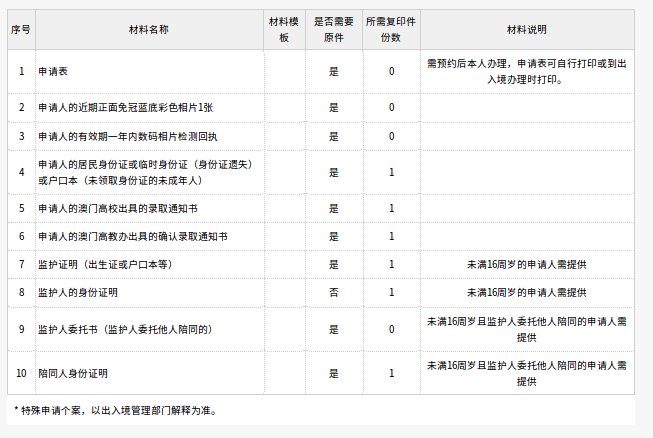 序号 材料名称 材料模板 是否需要原件 所需复印件份数 材料说明
1 申请表 是 0 需预约后本人办理，申请表可自行打印或到出
入境办理时打印。
2 申请人的近期正面免冠蓝底彩色相片1张 是 0
3 申请人的有效期一年内数码相片检测回执 是 0
4 申请人的居民身份证或临时身份证（身份证遗失）
或户口本（未领取身份证的未成年人） 是 1
5 申请人的澳门高校出具的录取通知书 是 1
6 申请人的澳门高教办出具的确认录取通知书 是 1
7 监护证明（出生证或户口本等） 是 1 未满16周岁的申请人需提供
8 监护人的身份证明 否 1 未满16周岁的申请人需提供
9 监护人委托书（监护人委托他人陪同的） 是 0 未满16周岁且监护人委托他人陪同的申请人需
提供
10 陪同人身份证明 是 1 未满16周岁且监护人委托他人陪同的申请人需
提供
* 特殊申请个案，以出入境管理部门解释为准。